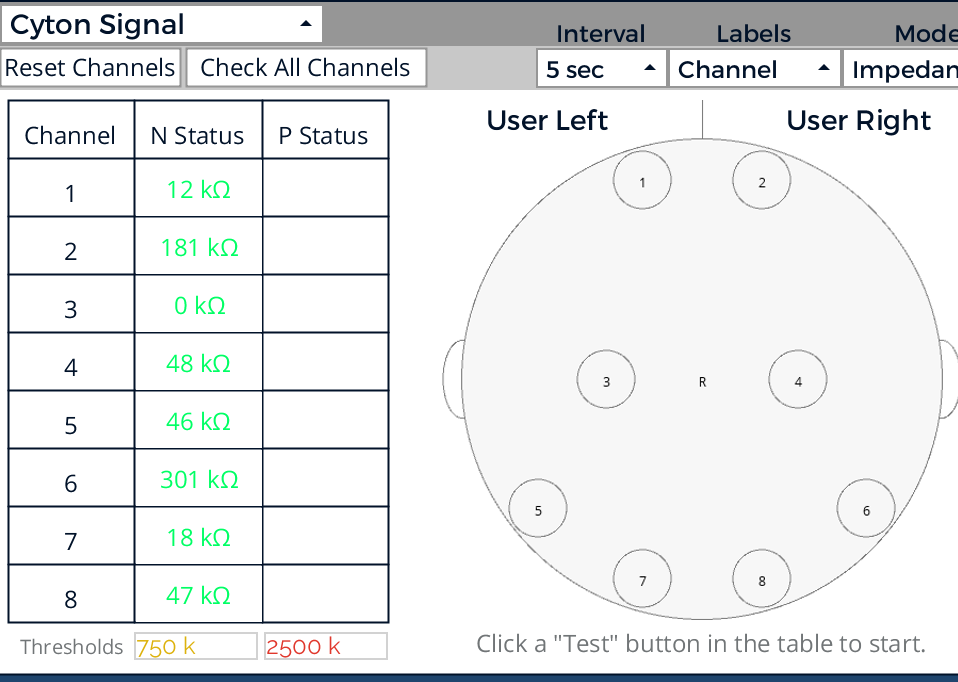 Cyton Signal
Interval Labels Mode
Reset Channels Check All Channels 5 sec Channel Impedan
Channel N Status P Status
User Left User Right
1 12 kΩ
2 181 kΩ
3 0 kΩ
4 48 kΩ
5 46 kΩ
6 301 kΩ
7 18 kΩ
8 47 kΩ
Thresholds 750 k 2500 k
1 2
3 R 4
5 6
7 8
Click a "Test" button in the table to start.